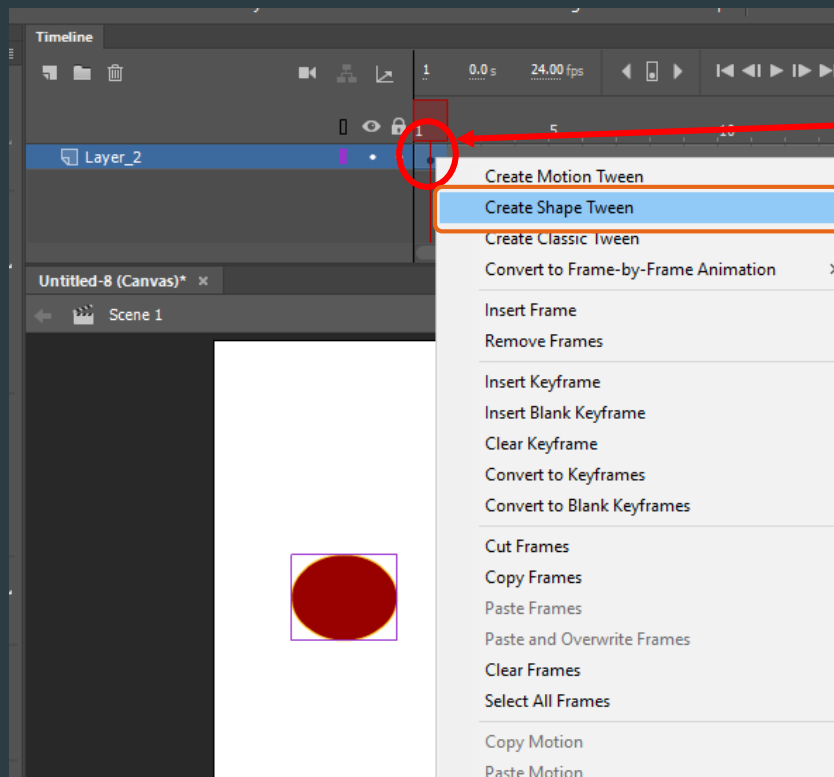 Timeline
1 0.0 s 24.00 fps
1 5 10
Layer_2
Create Motion Tween
Create Shape Tween
Create Classic Tween
Convert to Frame-by-Frame Animation
Untitled-8 (Canvas)* ×
Scene 1
Insert Frame
Remove Frames
Insert Keyframe
Insert Blank Keyframe
Clear Keyframe
Convert to Keyframes
Convert to Blank Keyframes
Cut Frames
Copy Frames
Paste Frames
Paste and Overwrite Frames
Clear Frames
Select All Frames
Copy Motion
Paste Motion